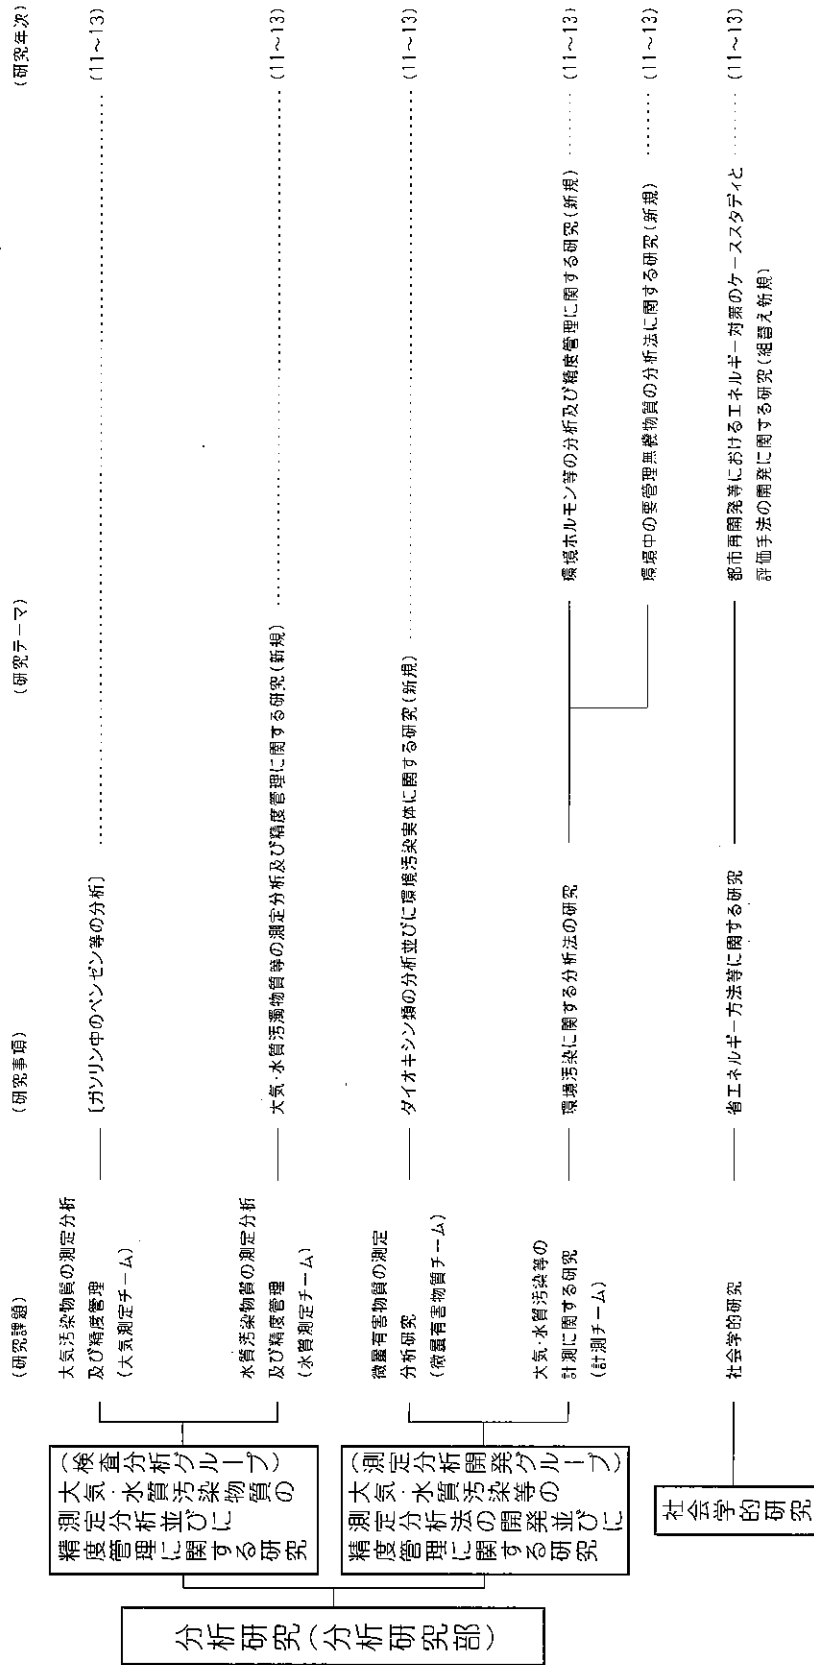 (研究課題)
(研究事項)
(研究テーマ)
(研究年次)
分析研究(分析研究部)
(検査分析グループ)
大気・水質汚染物質の
測定分析並びに
精度管理に関する研究
大気汚染物質の測定分析
及び精度管理
(大気測定チーム)
〔ガソリン中のベンゼン等の分析〕
(11～13)
水質汚染物質の測定分析
及び精度管理
(水質測定チーム)
大気・水質汚濁物質等の測定分析及び精度管理に関する研究(新規)
(11～13)
(測定分析開発グループ)
大気・水質汚染等の
測定分析法の開発並びに
精度管理に関する研究
微量有害物質の測定
分析研究
(微量有害物質チーム)
ダイオキシン類の分析並びに環境汚染実体に関する研究(新規)
(11～13)
大気・水質汚染等の
計測に関する研究
(計測チーム)
環境汚染に関する分析法の研究
環境ホルモン等の分析及び精度管理に関する研究(新規)
(11～13)
環境中の要管理無機物質の分析法に関する研究(新規)
(11～13)
社会学的研究
社会学的研究
省エネルギー方法等に関する研究
都市再開発等におけるエネルギー対策のケーススタディと
評価手法の開発に関する研究(組替え新規)
(11～13)